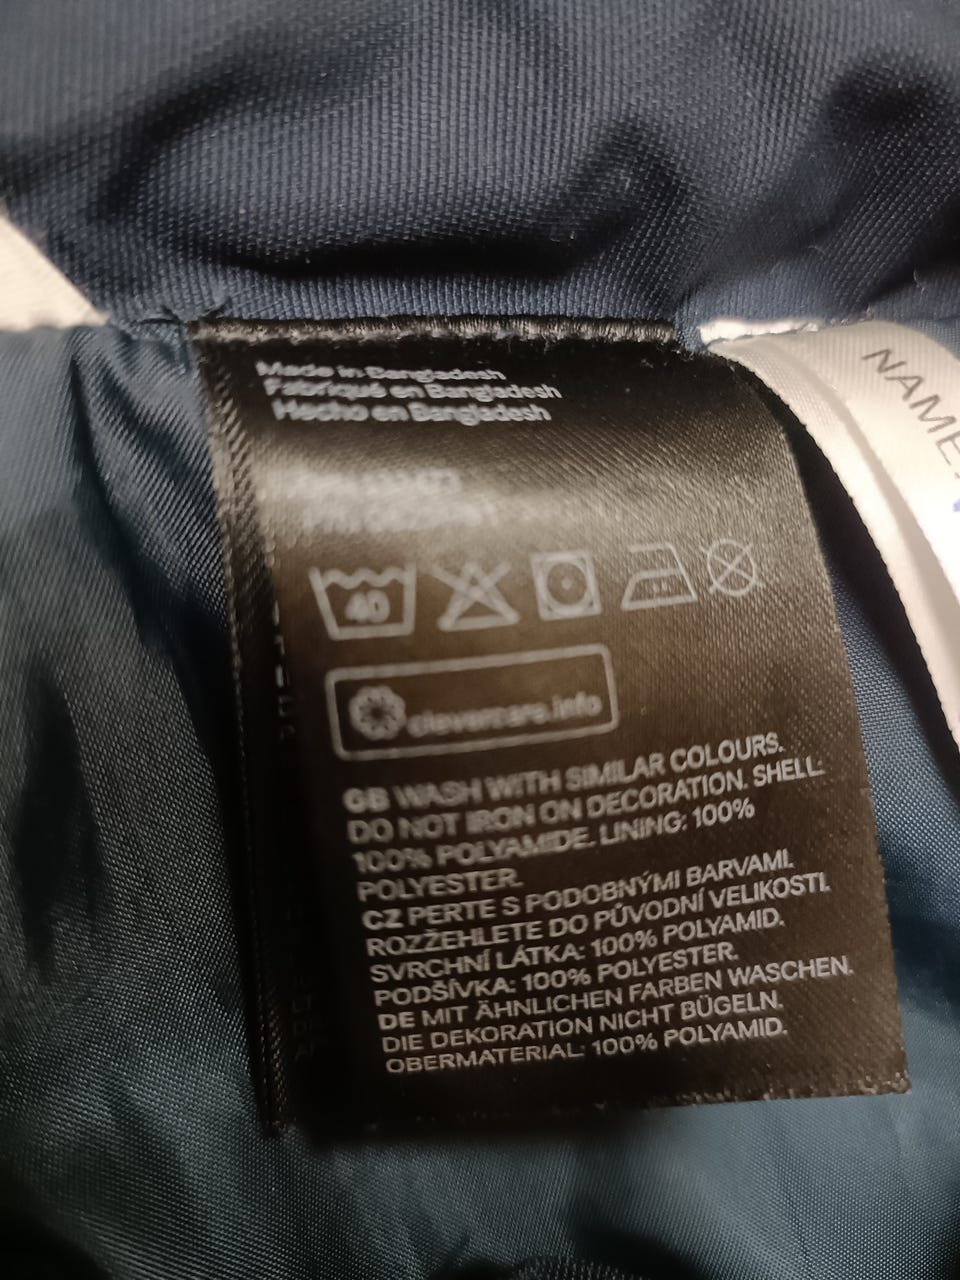 Made in Bangladesh
Fabriqué en Bangladesh
Hecho en Bangladesh
40
clevercare.info
GB WASH WITH SIMILAR COLOURS.
DO NOT IRON ON DECORATION. SHELL:
100% POLYAMIDE. LINING: 100%
POLYESTER.
CZ PERTE S PODOBNÝMI BARVAMI.
ROZŽEHLETE DO PŮVODNÍ VELIKOSTI.
SVRCHNÍ LÁTKA: 100% POLYAMID.
PODŠÍVKA: 100% POLYESTER.
DE MIT ÄHNLICHEN FARBEN WASCHEN.
DIE DEKORATION NICHT BÜGELN.
OBERMATERIAL: 100% POLYAMID.
NAME